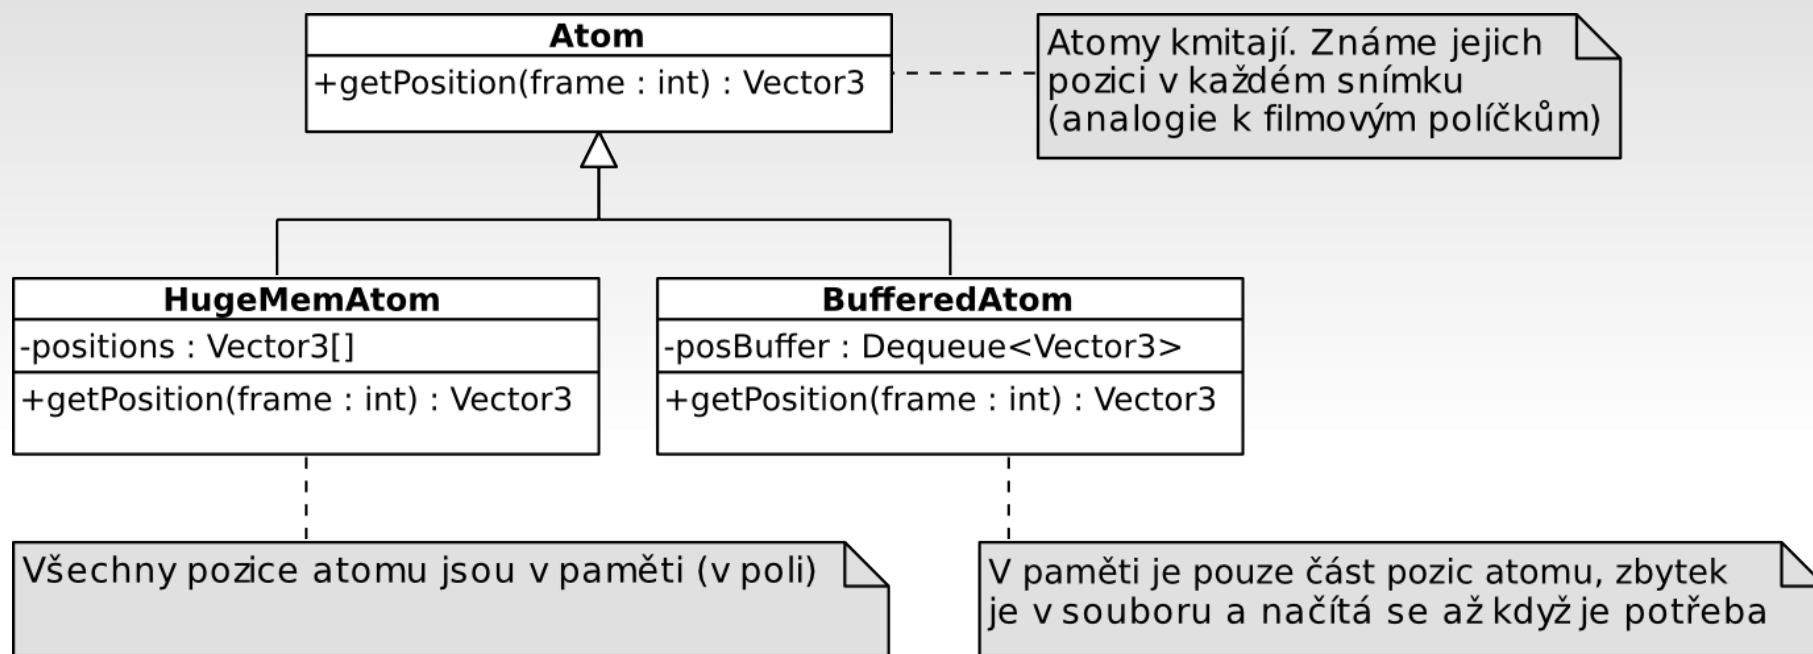 Atom
+getPosition(frame : int) : Vector3
Atomy kmitají. Známe jejich
pozici v každém snímku
(analogie k filmovým políčkům)
HugeMemAtom
-positions : Vector3[]
+getPosition(frame : int) : Vector3
BufferedAtom
-posBuffer : Dequeue<Vector3>
+getPosition(frame : int) : Vector3
Všechny pozice atomu jsou v paměti (v poli)
V paměti je pouze část pozic atomu, zbytek
je v souboru a načítá se až když je potřeba